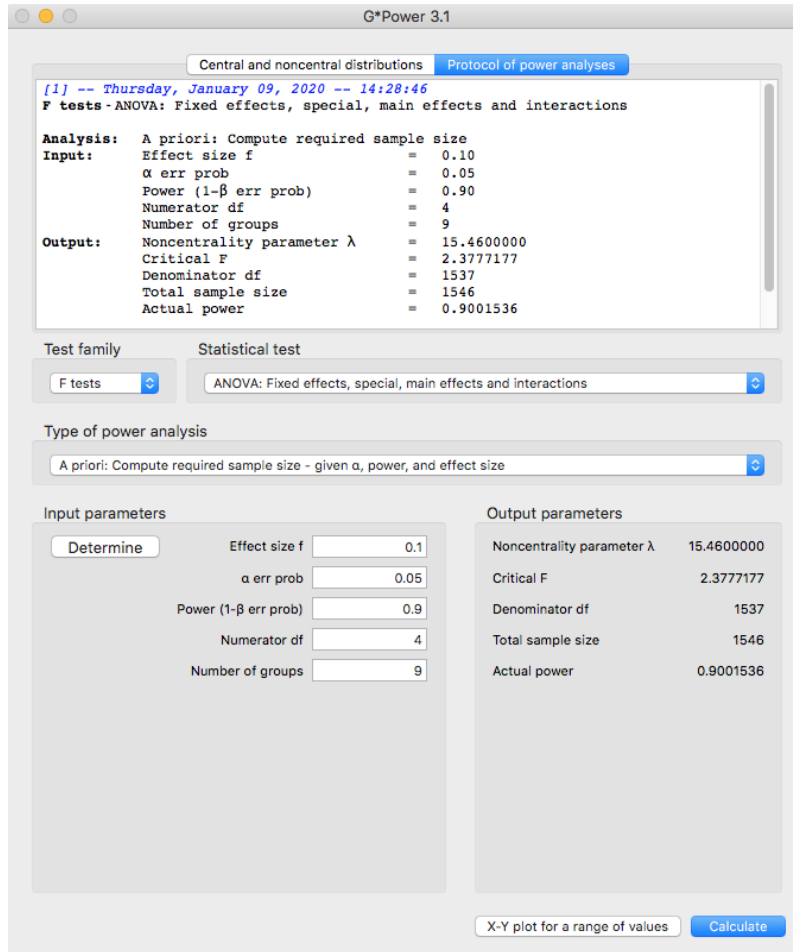 G*Power 3.1
Central and noncentral distributions Protocol of power analyses
[1] -- Thursday, January 09, 2020 -- 14:28:46
F tests - ANOVA: Fixed effects, special, main effects and interactions
Analysis: A priori: Compute required sample size
Input: Effect size f = 0.10
α err prob = 0.05
Power (1-β err prob) = 0.90
Numerator df = 4
Number of groups = 9
Output: Noncentrality parameter λ = 15.4600000
Critical F = 2.3777177
Denominator df = 1537
Total sample size = 1546
Actual power = 0.9001536
Test family Statistical test
F tests ANOVA: Fixed effects, special, main effects and interactions
Type of power analysis
A priori: Compute required sample size - given α, power, and effect size
Input parameters Output parameters
Determine Effect size f 0.1 Noncentrality parameter λ 15.4600000
α err prob 0.05 Critical F 2.3777177
Power (1-β err prob) 0.9 Denominator df 1537
Numerator df 4 Total sample size 1546
Number of groups 9 Actual power 0.9001536
X-Y plot for a range of values Calculate